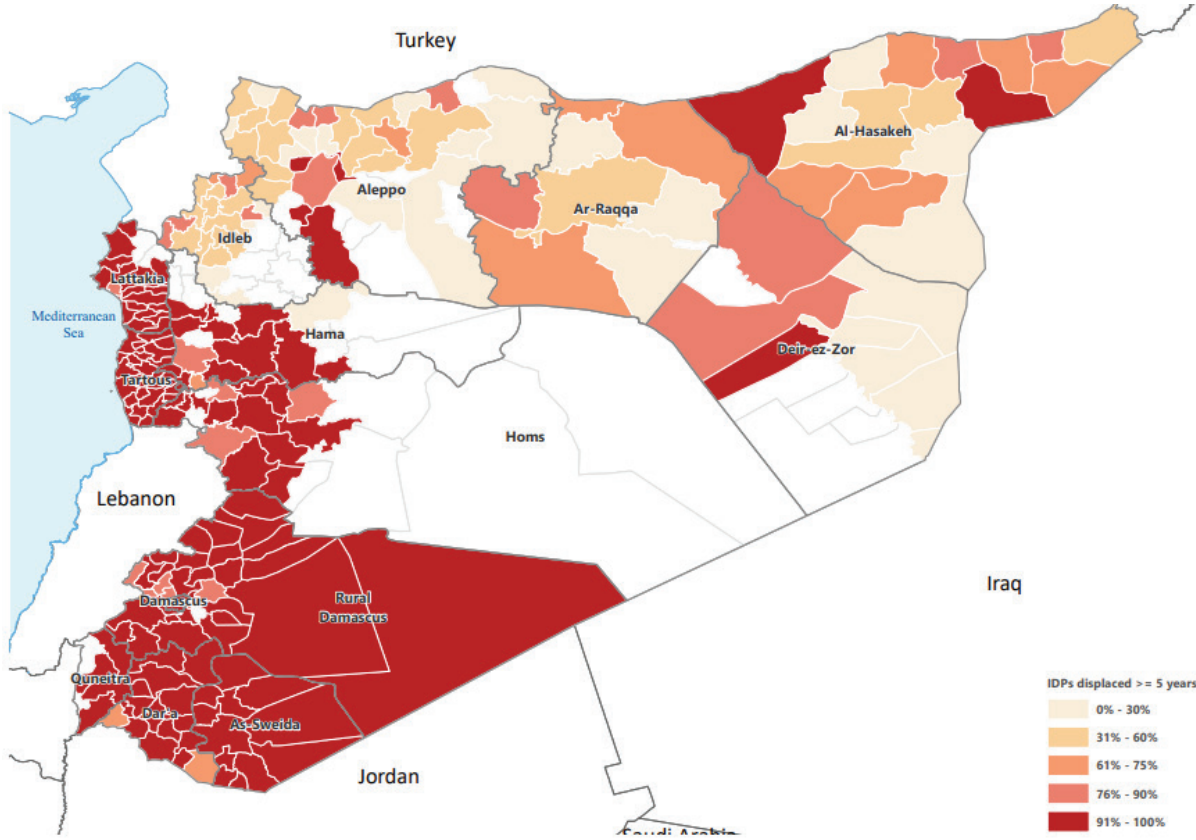 Turkey
Al-Hasakeh
Aleppo
Ar-Raqqa
Idleb
Lattakia
Mediterranean
Sea
Hama
Deir-ez-Zor
Tartous
Homs
Lebanon
Iraq
Damascus
Rural
Damascus
Quneitra
Dar'a
As-Sweida
Jordan
Saudi Arabia
IDPs displaced >= 5 years
0% - 30%
31% - 60%
61% - 75%
76% - 90%
91% - 100%